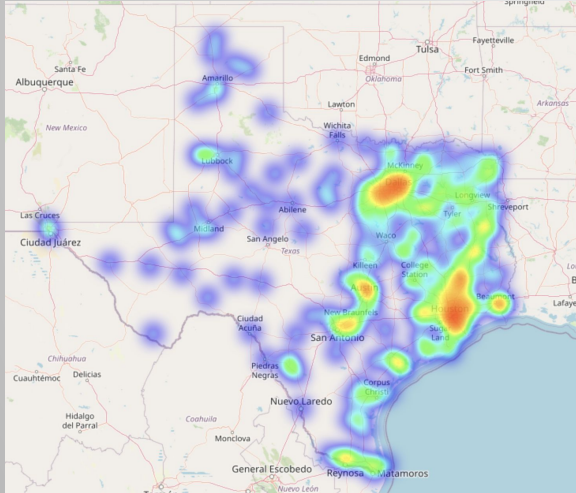 Springfield
Tulsa
Fayetteville
Edmond
Santa Fe
Oklahoma
Fort Smith
Albuquerque
Amarillo
Lawton
Arkansas
New Mexico
Wichita
Falls
Lubbock
McKinney
Longview
Abilene
Tyler
Shreveport
Las Cruces
Midland
Waco
Ciudad Juárez
San Angelo
Texas
Killeen
College
Station
Austin
Beaumont
Lafaye
New Braunfels
Ciudad
Acuña
San Antonio
Sugar
Land
Chihuahua
Piedras
Negras
Cuauhtémoc
Delicias
Corpus
Christi
Nuevo Laredo
Hidalgo
del Parral
Coahuila
Monclova
General Escobedo
Reynosa
Matamoros
Nuevo León